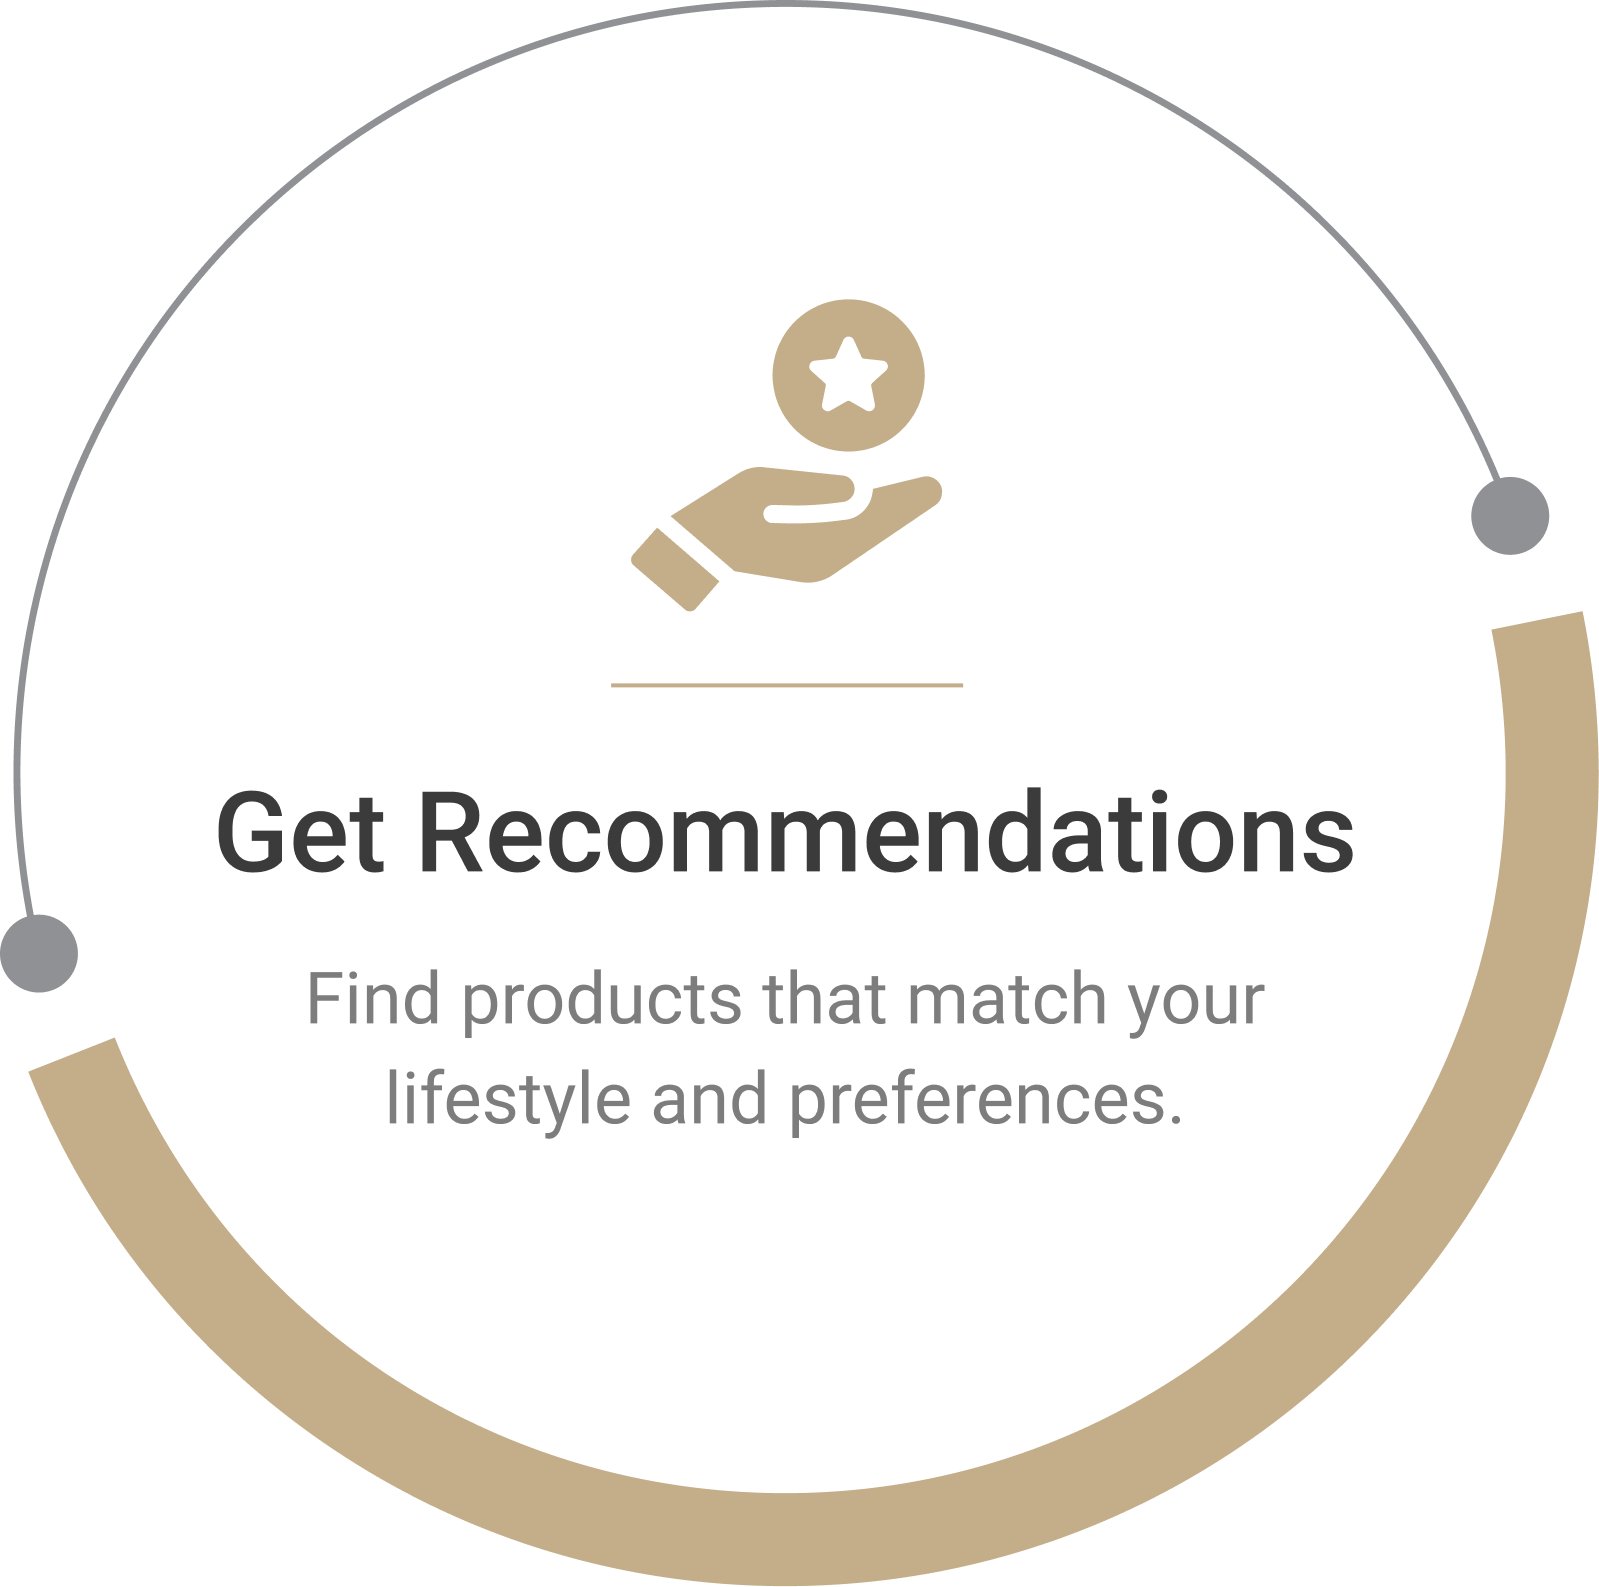 Get Recommendations
Find products that match your
lifestyle and preferences.